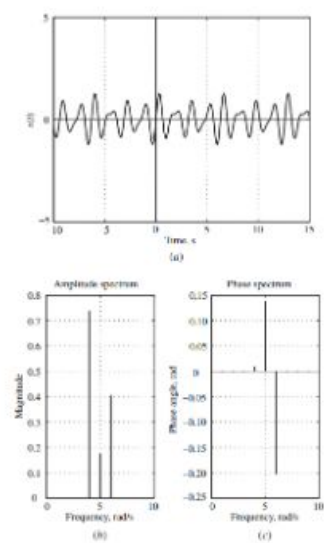 5
x(t)
0
−5
10 5 0 5 10 15
Time, s
(a)
Amplitude spectrum
0.8
0.7
0.6
0.5
0.4
0.3
0.2
0.1
0
Magnitude
0 5 10
Frequency, rad/s
(b)
Phase spectrum
0.15
0.10
0.05
0
−0.05
−0.10
−0.15
−0.20
−0.25
Phase angle, rad
0 5 10
Frequency, rad/s
(c)